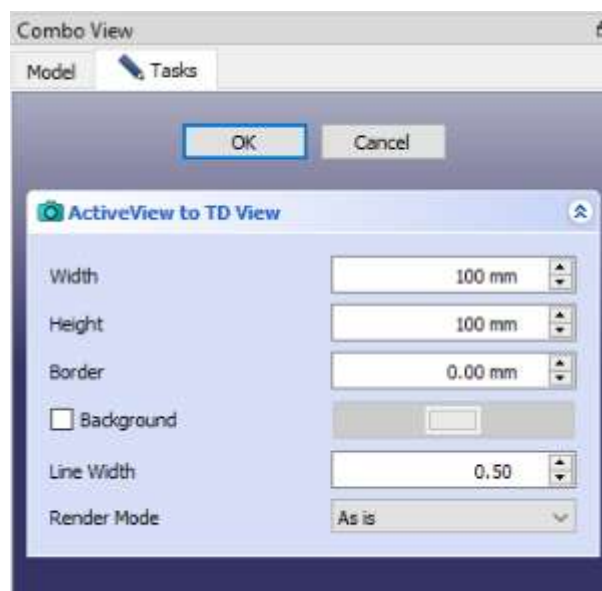 Combo View
Model Tasks
OK Cancel
ActiveView to TD View
Width 100 mm
Height 100 mm
Border 0.00 mm
Background
Line Width 0.50
Render Mode As is